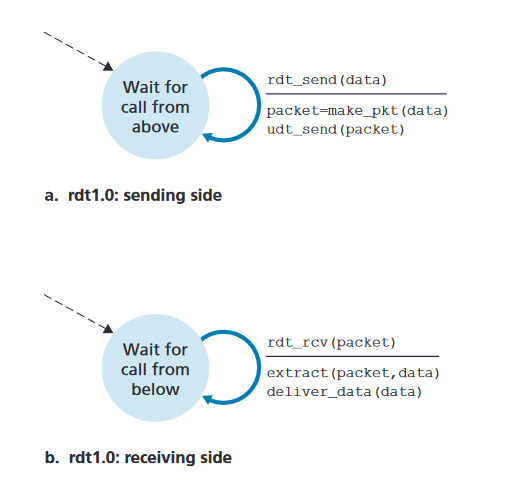 Wait for
call from
above
rdt_send(data)
packet=make_pkt(data)
udt_send(packet)
a. rdt1.0: sending side
Wait for
call from
below
rdt_rcv(packet)
extract(packet,data)
deliver_data(data)
b. rdt1.0: receiving side